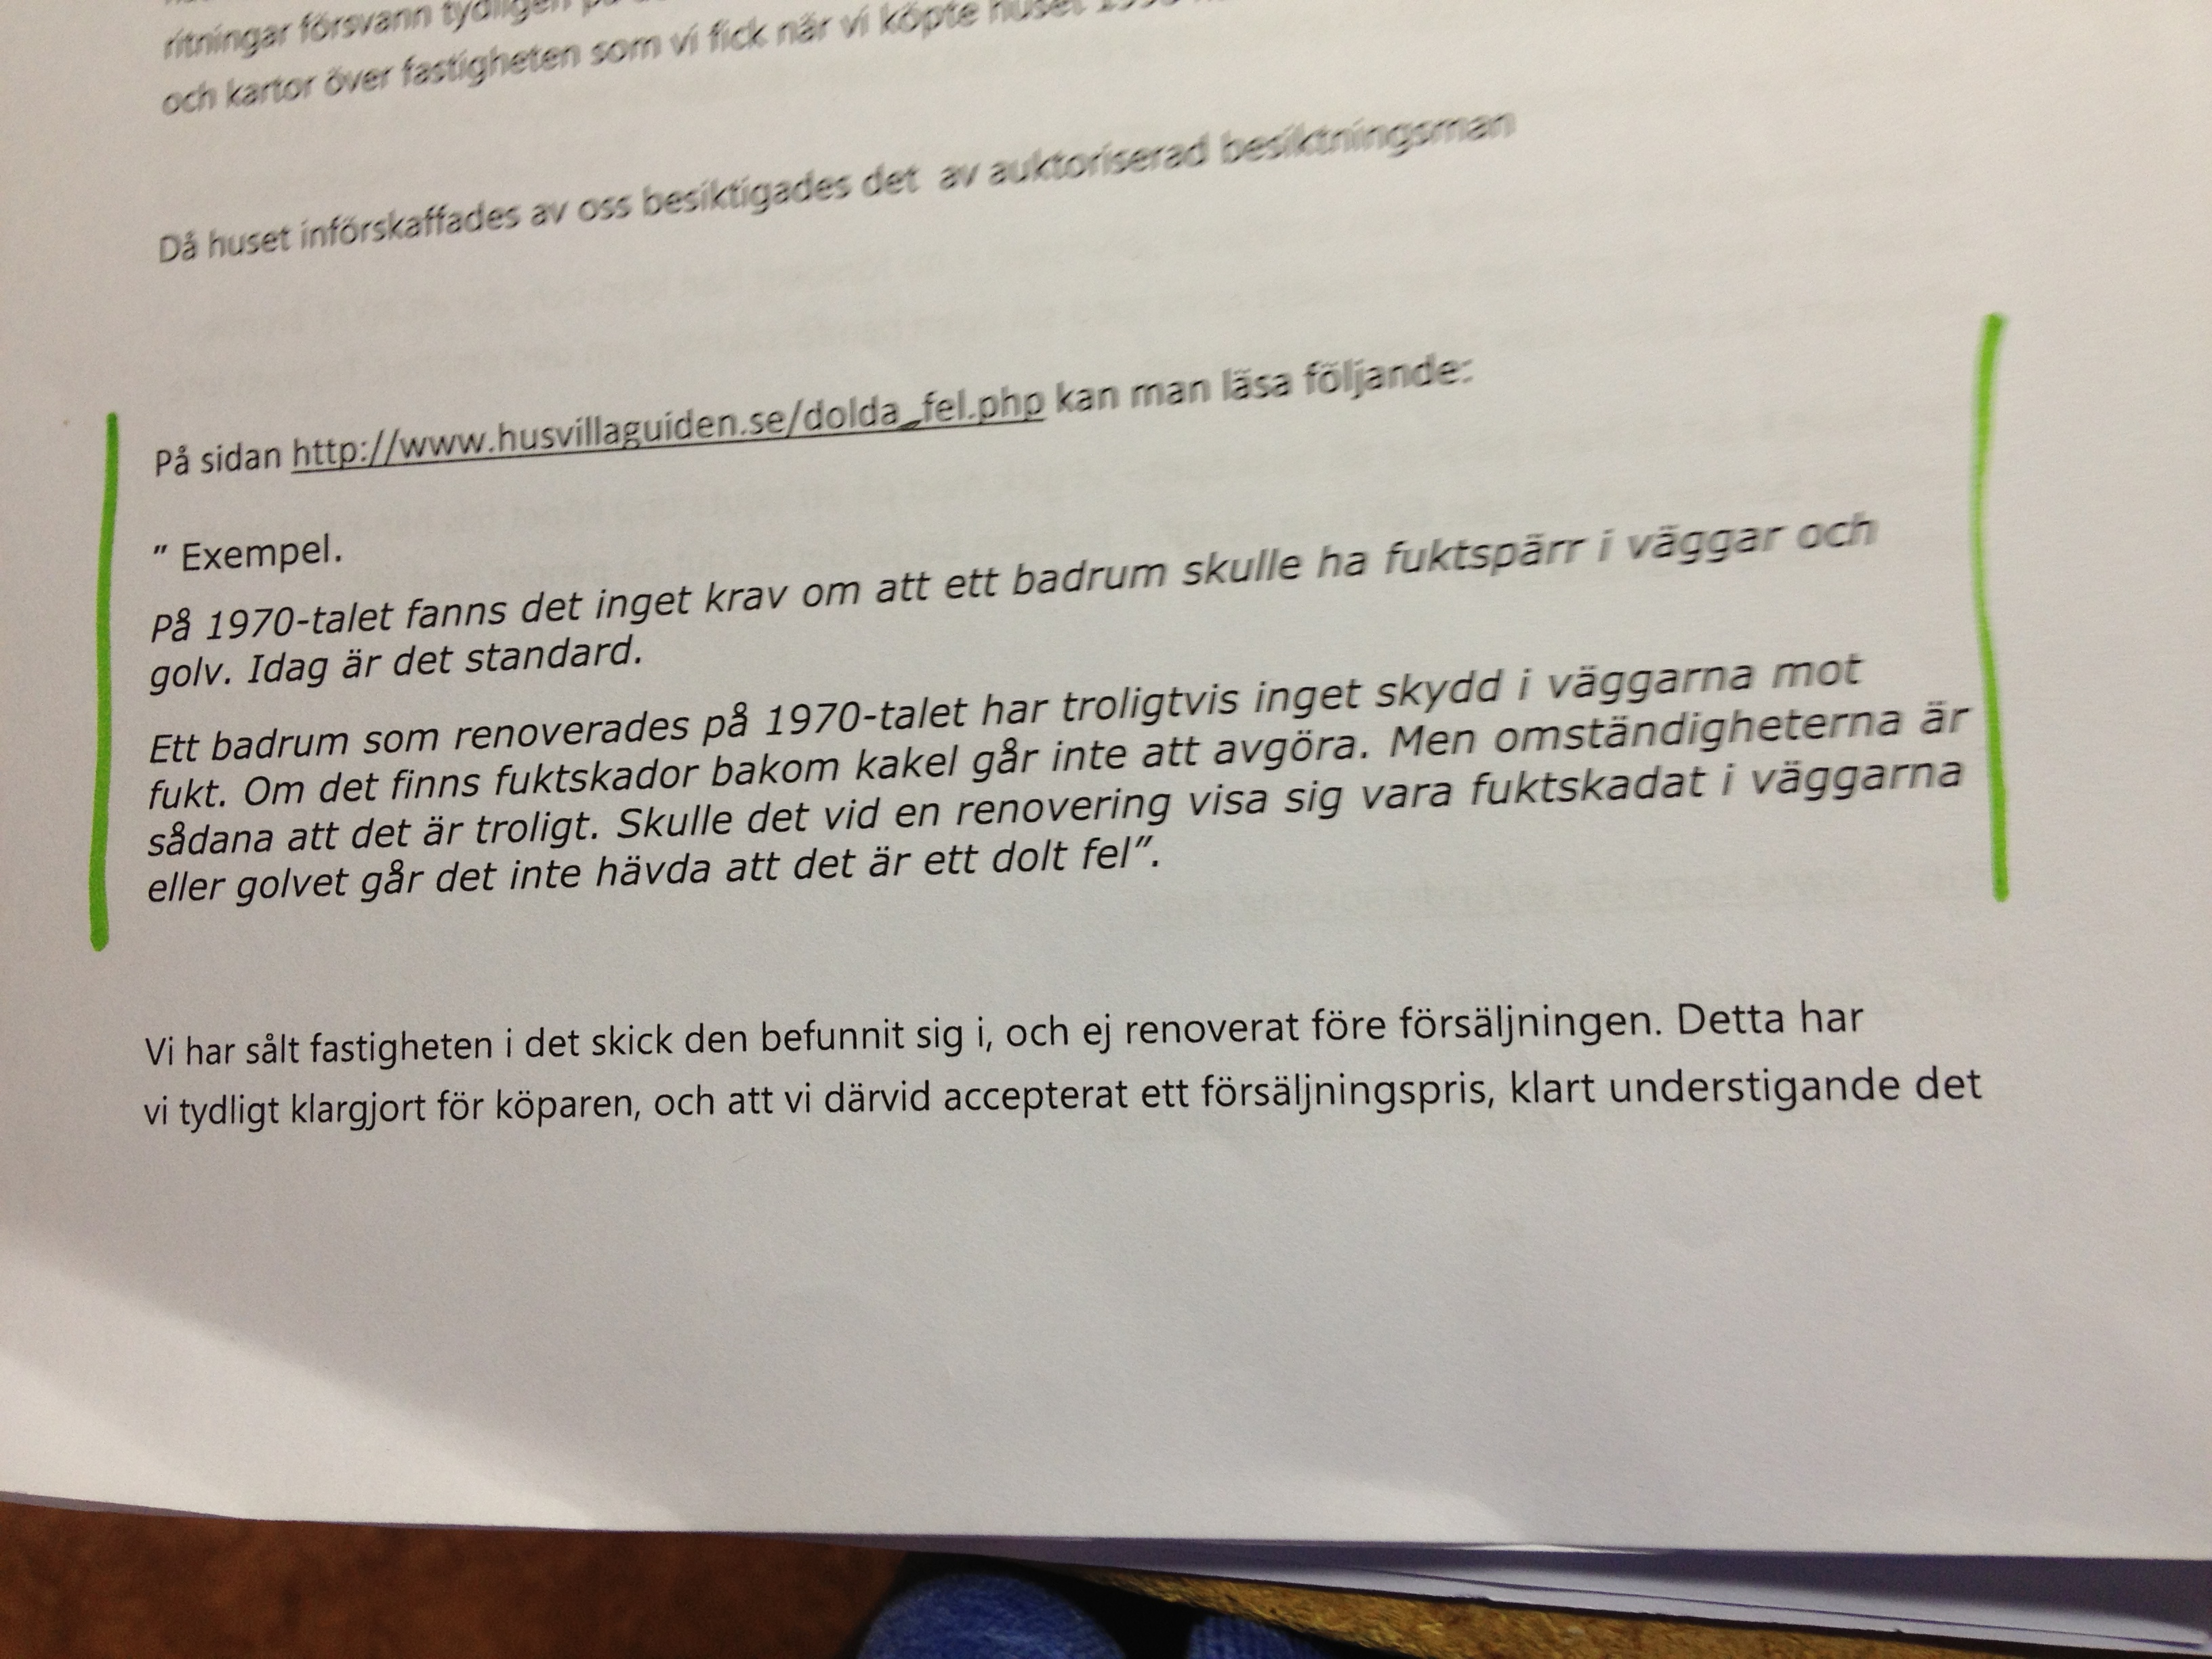 ritningar försvann tydligen
och kartor över fastigheten som vi fick när vi köpte huset
Då huset införskaffades av oss besiktigades det av auktoriserad besiktningsman
På sidan http://www.husvillaguiden.se/dolda_fel.php kan man läsa följande:
” Exempel.
På 1970-talet fanns det inget krav om att ett badrum skulle ha fuktspärr i väggar och
golv. Idag är det standard.
Ett badrum som renoverades på 1970-talet har troligtvis inget skydd i väggarna mot
fukt. Om det finns fuktskador bakom kakel går inte att avgöra. Men omständigheterna är
sådana att det är troligt. Skulle det vid en renovering visa sig vara fuktskadat i väggarna
eller golvet går det inte hävda att det är ett dolt fel”.
Vi har sålt fastigheten i det skick den befunnit sig i, och ej renoverat före försäljningen. Detta har
vi tydligt klargjort för köparen, och att vi därvid accepterat ett försäljningspris, klart understigande det